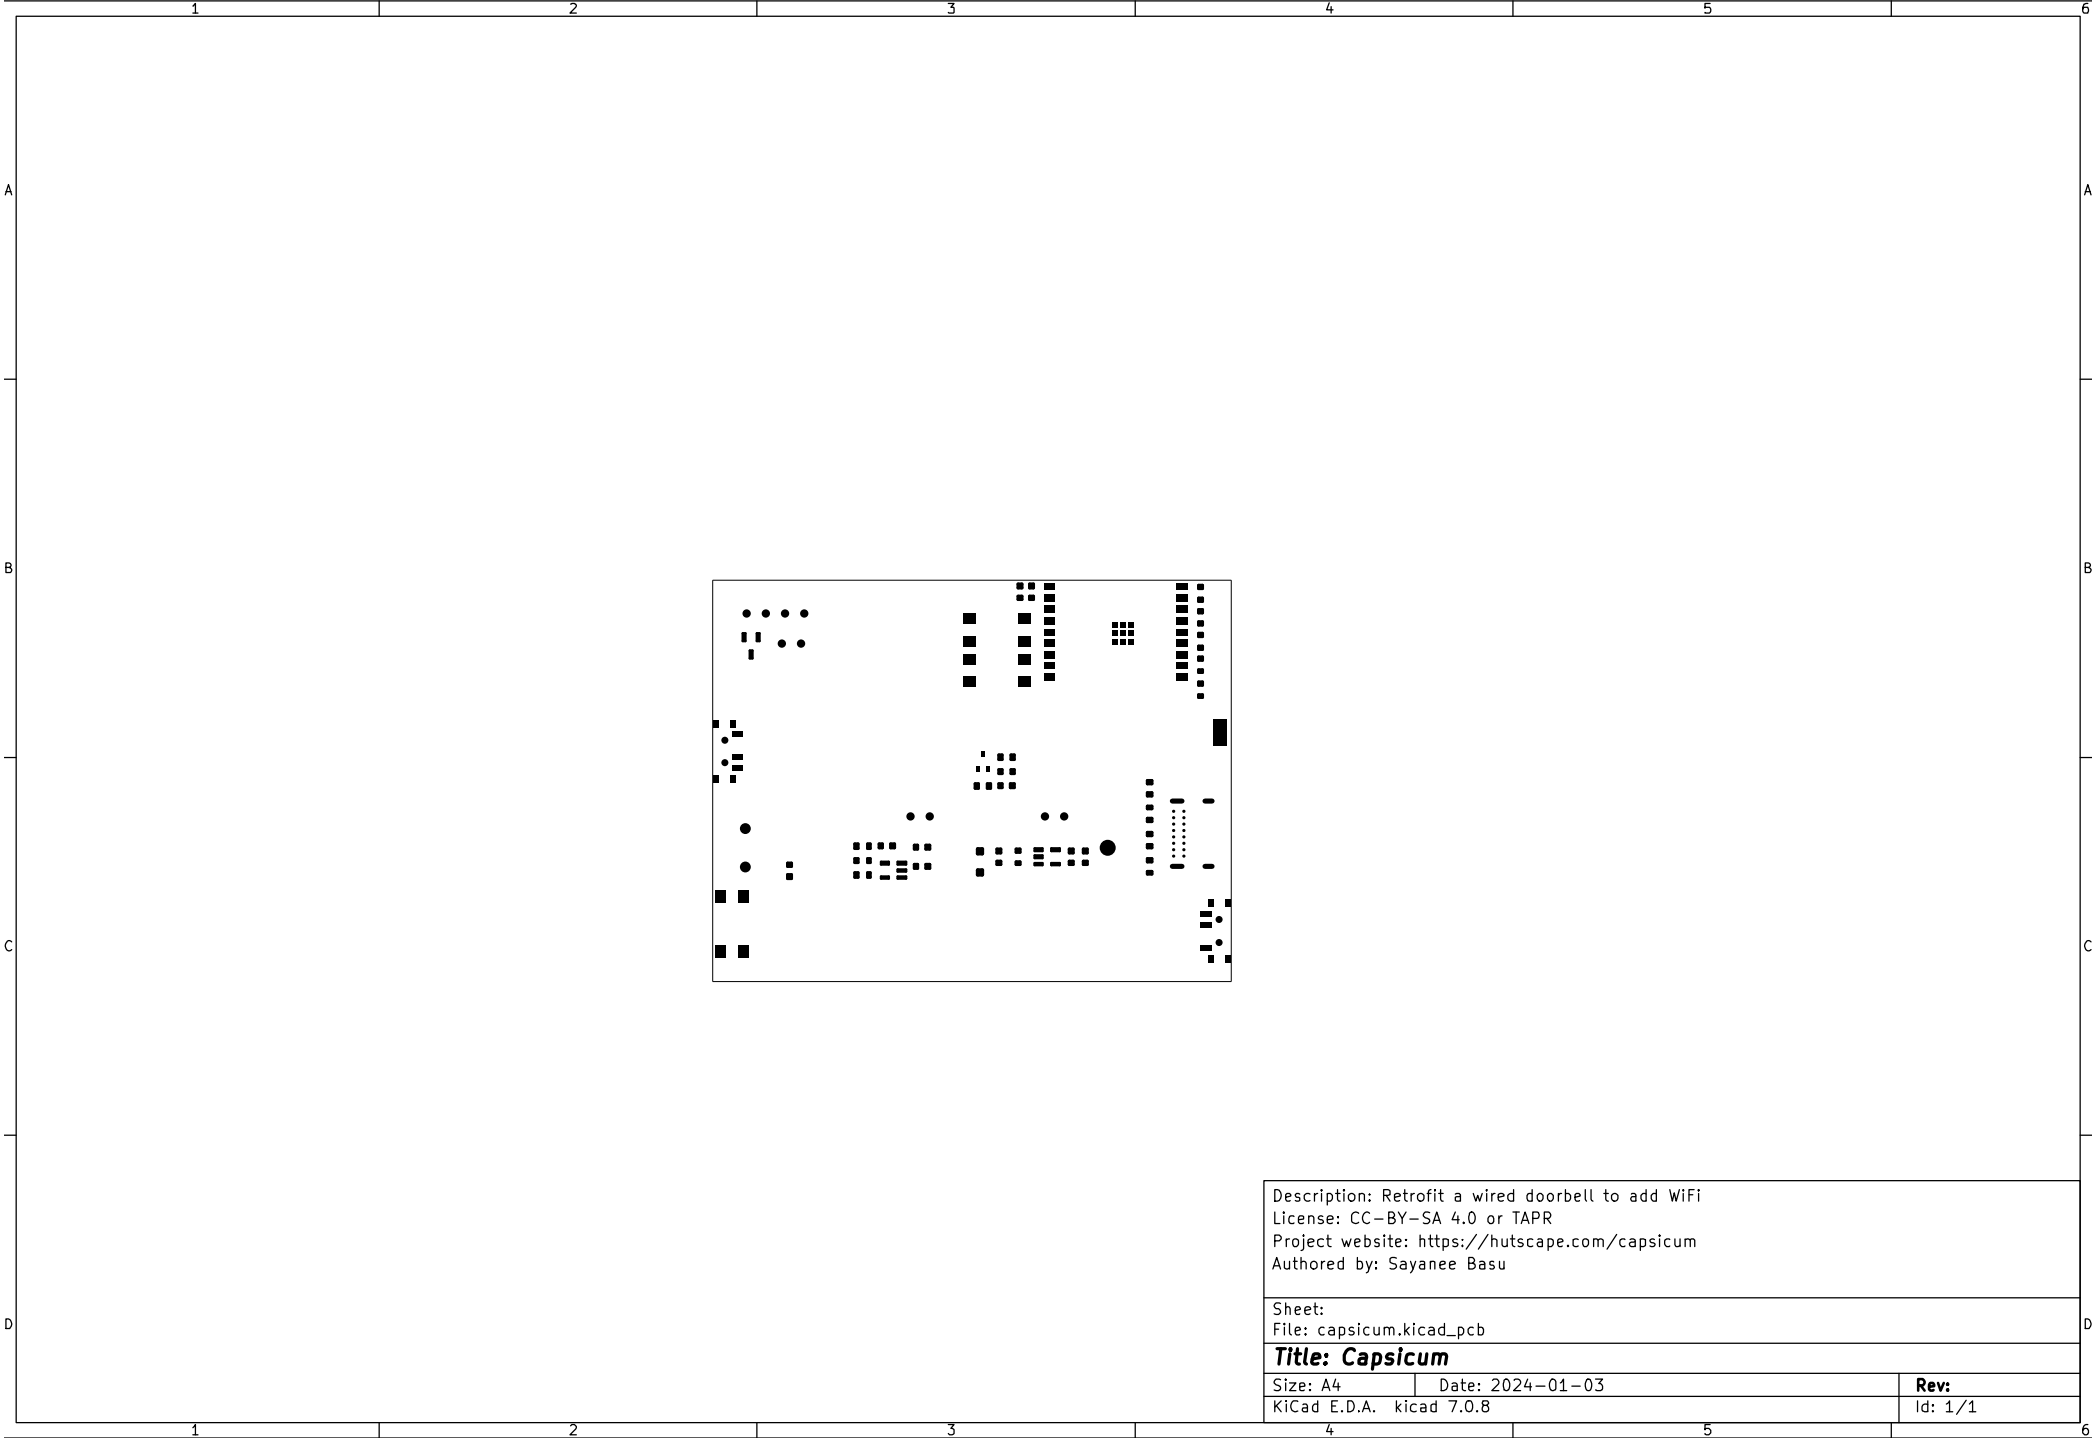 1 2 3 4 5 6
A A
B B
C C
D D
Description: Retrofit a wired doorbell to add WiFi
License: CC-BY-SA 4.0 or TAPR
Project website: https://hutscape.com/capsicum
Authored by: Sayanee Basu
Sheet:
File: capsicum.kicad_pcb
Title: Capsicum
Size: A4 Date: 2024-01-03 Rev:
KiCad E.D.A. kicad 7.0.8 Id: 1/1
1 2 3 4 5 6